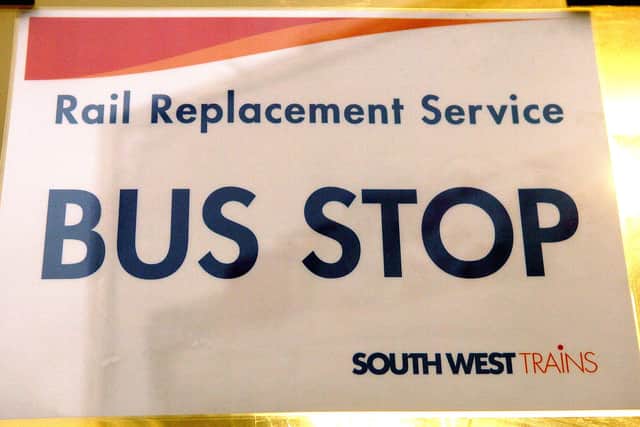 Rail Replacement Service
BUS STOP
SOUTH WEST TRAINS